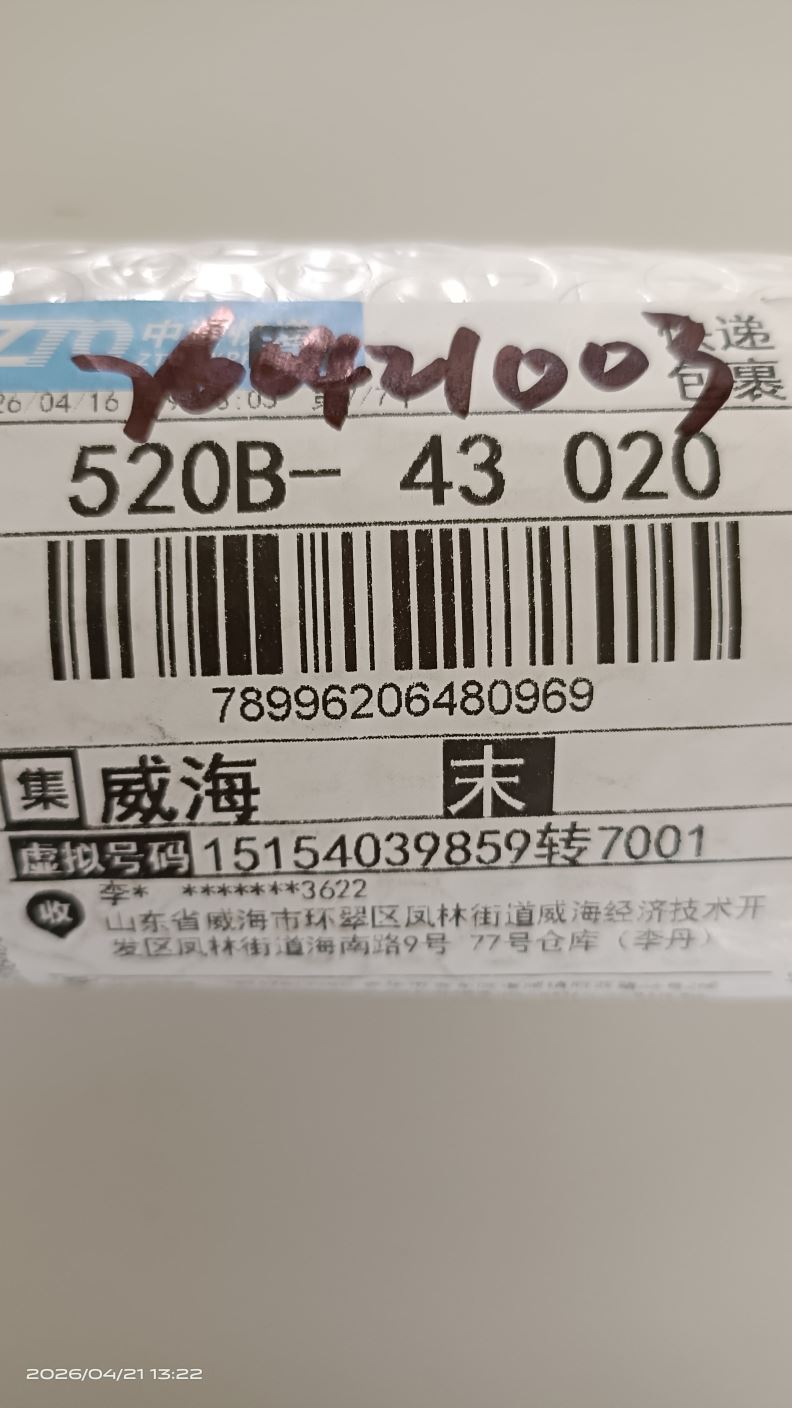 ZTO 中通快递
快递
包裹
260421003
26/04/16
520B- 43 020
78996206480969
集 威海 末
虚拟号码 15154039859转7001
收 李* *******3622
山东省威海市环翠区凤林街道威海经济技术开
发区凤林街道海南路9号 77号仓库（李丹）
2026/04/21 13:22